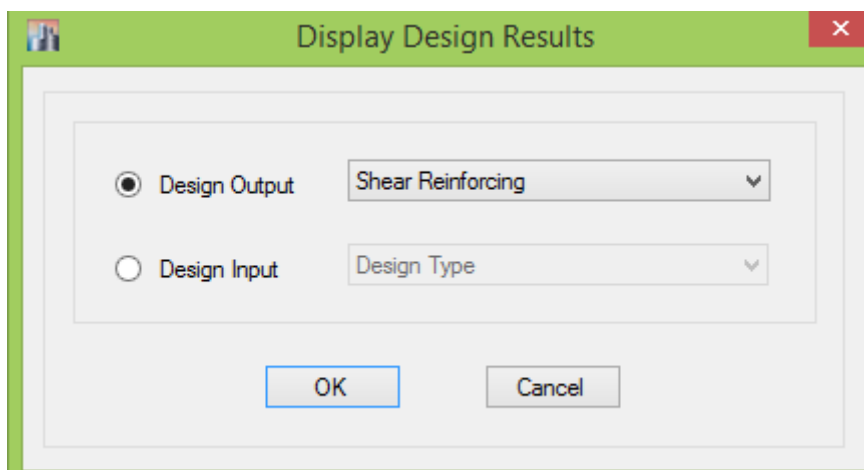 Display Design Results
Design Output Shear Reinforcing
Design Input Design Type
OK Cancel